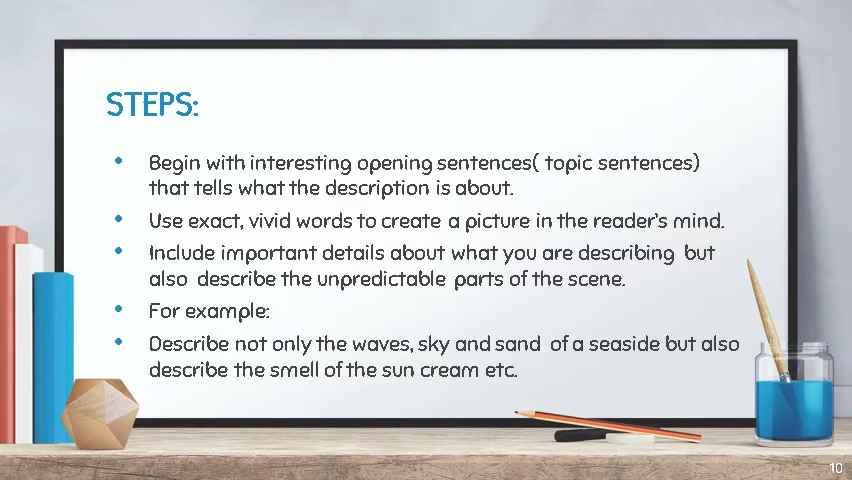 STEPS:
• Begin with interesting opening sentences( topic sentences)
that tells what the description is about.
• Use exact, vivid words to create a picture in the reader's mind.
• Include important details about what you are describing but
also describe the unpredictable parts of the scene.
• For example:
• Describe not only the waves, sky and sand of a seaside but also
describe the smell of the sun cream etc.
10